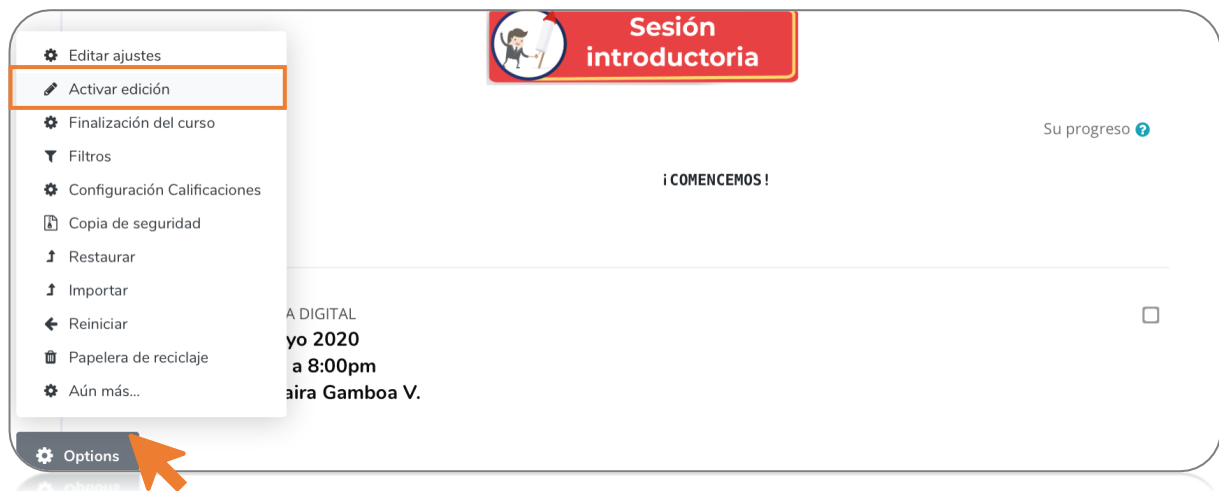 Sesión
introductoria
Editar ajustes
Activar edición
Finalización del curso
Filtros
Configuración Calificaciones
Copia de seguridad
Restaurar
Importar
Reiniciar
Papelera de reciclaje
Aún más...
Options
Su progreso
¡COMENCEMOS!
A DIGITAL
yo 2020
a 8:00pm
aira Gamboa V.